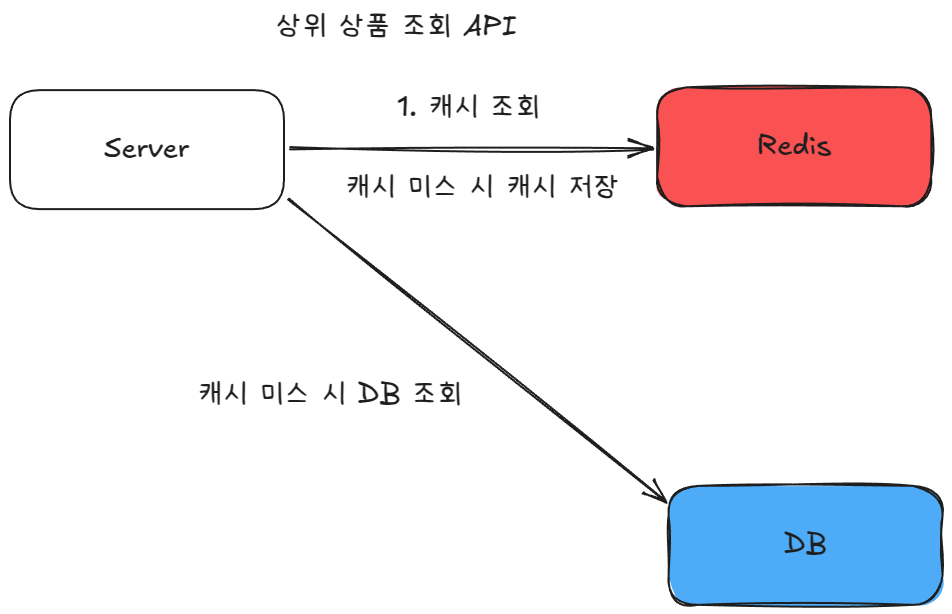 상위 상품 조회 API
1. 캐시 조회
Server
Redis
캐시 미스 시 캐시 저장
캐시 미스 시 DB 조회
DB